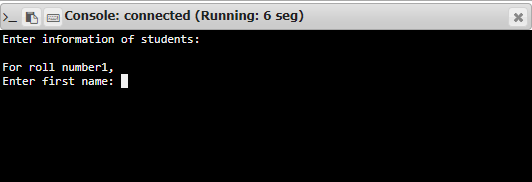 Console: connected (Running: 6 seg)
Enter information of students:
For roll number1,
Enter first name: